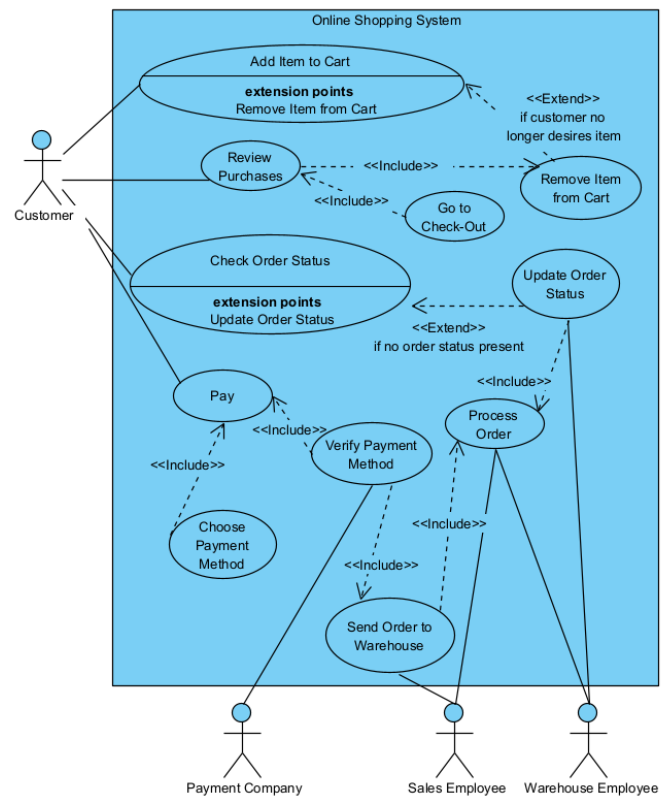 Online Shopping System
Add Item to Cart
extension points
Remove Item from Cart
<<Extend>>
if customer no
longer desires item
Review
Purchases
<<Include>>
Remove Item
from Cart
<<Include>>
Go to
Check-Out
Customer
Check Order Status
extension points
Update Order Status
Update Order
Status
<<Extend>>
if no order status present
<<Include>>
Pay
<<Include>>
Process
Order
Verify Payment
Method
<<Include>>
Choose
Payment
Method
<<Include>>
<<Include>>
Send Order to
Warehouse
Payment Company
Sales Employee
Warehouse Employee